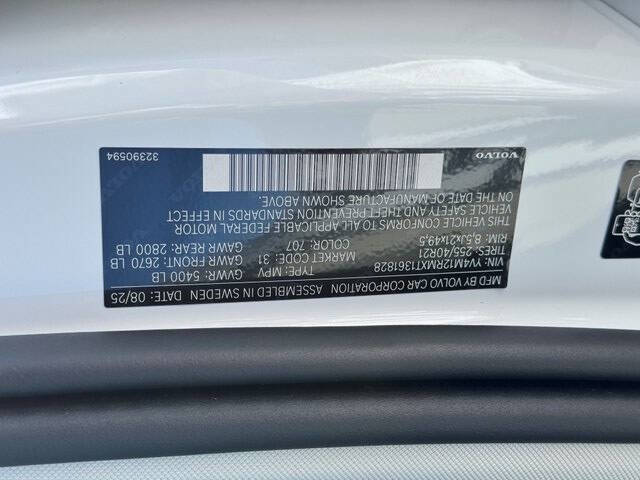 MFD BY VOLVO CAR CORPORATION ASSEMBLED IN SWEDEN 08/25
VIN: YV4M12RMXT1361828 TYPE: MPV GVWR: 5400 LB
TIRES: 255/40R21 MARKET CODE: 31 GAWR FRONT: 2670 LB
RIM: 8.5Jx21x49.5 COLOR: 707 GAWR REAR: 2800 LB
THIS VEHICLE CONFORMS TO ALL APPLICABLE FEDERAL MOTOR
VEHICLE SAFETY AND THEFT PREVENTION STANDARDS IN EFFECT
ON THE DATE OF MANUFACTURE SHOWN ABOVE.
VOLVO 32390594